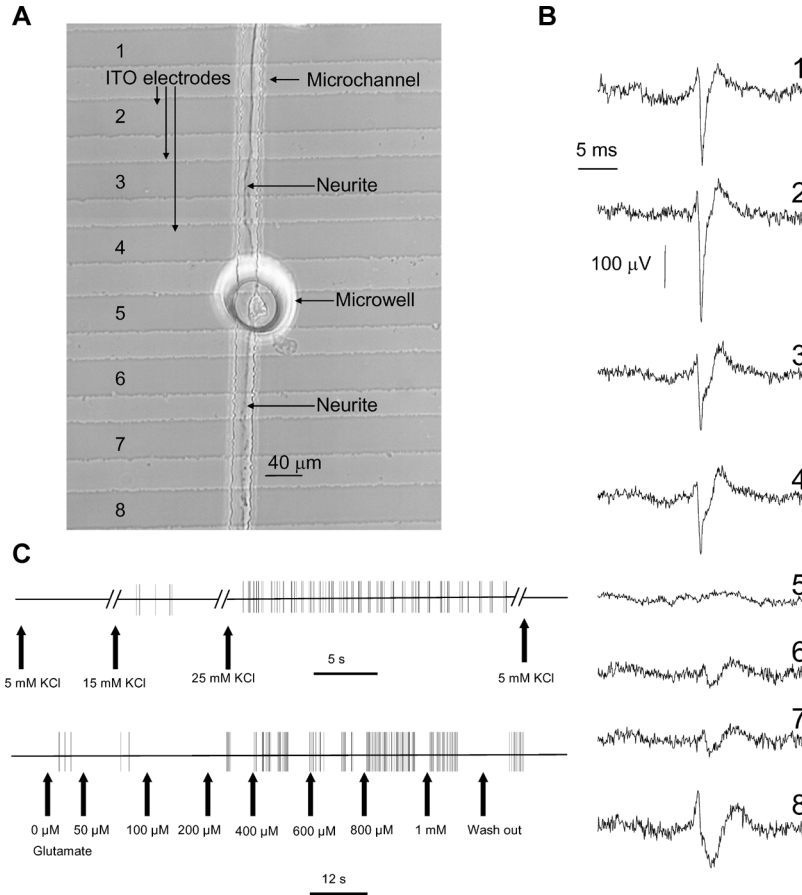 A
1
ITO electrodes
Microchannel
2
3
Neurite
4
Microwell
5
6
Neurite
7
40 μm
8
B
1
5 ms
2
100 μV
3
4
5
6
7
8
C
5 mM KCl
15 mM KCl
25 mM KCl
5 s
5 mM KCl
0 μM
50 μM
100 μM
200 μM
400 μM
600 μM
800 μM
1 mM
Wash out
Glutamate
12 s